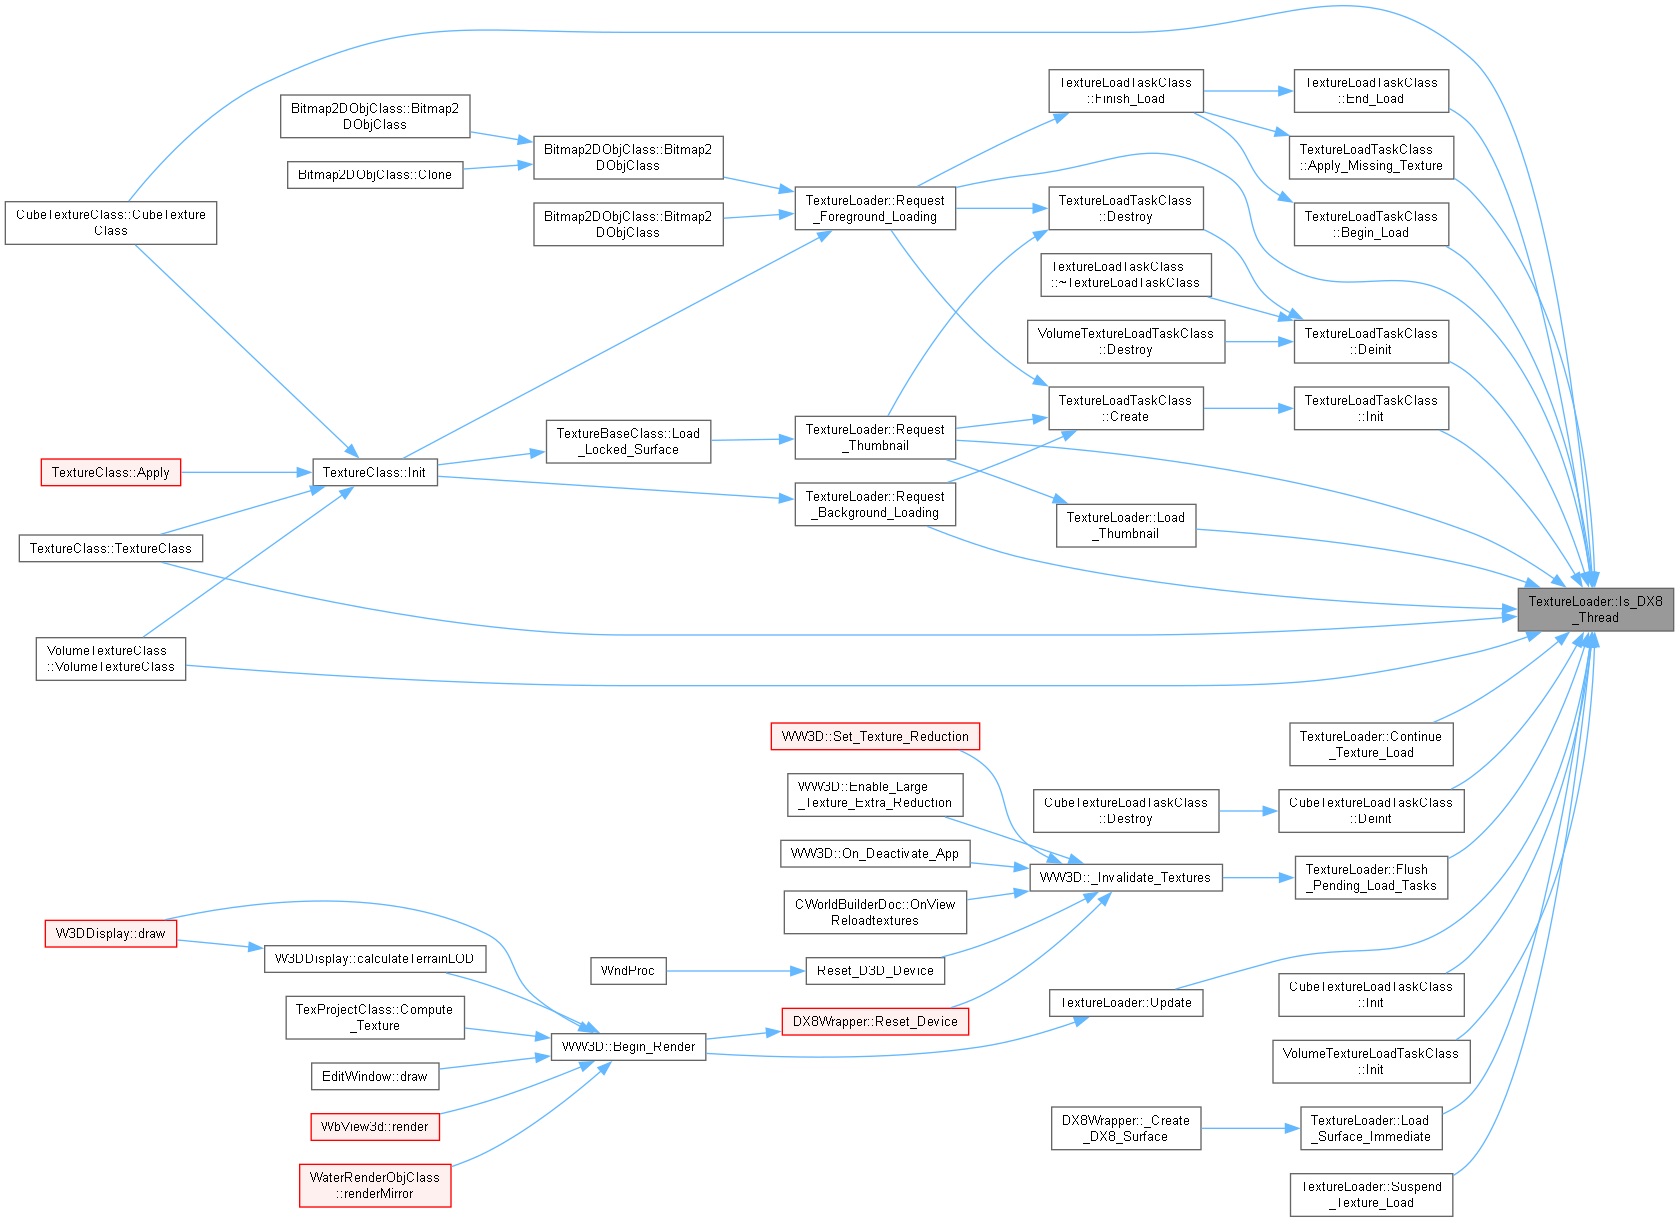 TextureLoadTaskClass
::Finish_Load
TextureLoadTaskClass
::End_Load
Bitmap2DObjClass::Bitmap2
DObjClass
Bitmap2DObjClass::Bitmap2
DObjClass
TextureLoadTaskClass
::Apply_Missing_Texture
Bitmap2DObjClass::Clone
CubeTextureClass::CubeTexture
Class
Bitmap2DObjClass::Bitmap2
DObjClass
TextureLoader::Request
_Foreground_Loading
TextureLoadTaskClass
::Destroy
TextureLoadTaskClass
::Begin_Load
TextureLoadTaskClass
::~TextureLoadTaskClass
VolumeTextureLoadTaskClass
::Destroy
TextureLoadTaskClass
::Deinit
TextureLoadTaskClass
::Create
TextureLoadTaskClass
::Init
TextureBaseClass::Load
_Locked_Surface
TextureLoader::Request
_Thumbnail
TextureClass::Apply
TextureClass::Init
TextureLoader::Request
_Background_Loading
TextureLoader::Load
_Thumbnail
TextureClass::TextureClass
TextureLoader::Is_DX8
_Thread
VolumeTextureClass
::VolumeTextureClass
WW3D::Set_Texture_Reduction
TextureLoader::Continue
_Texture_Load
WW3D::Enable_Large
_Texture_Extra_Reduction
CubeTextureLoadTaskClass
::Destroy
CubeTextureLoadTaskClass
::Deinit
WW3D::On_Deactivate_App
WW3D::_Invalidate_Textures
TextureLoader::Flush
_Pending_Load_Tasks
CWorldBuilderDoc::OnView
Reloadtextures
W3DDisplay::draw
W3DDisplay::calculateTerrainLOD
WndProc
Reset_D3D_Device
CubeTextureLoadTaskClass
::Init
TexProjectClass::Compute
_Texture
DX8Wrapper::Reset_Device
TextureLoader::Update
WW3D::Begin_Render
VolumeTextureLoadTaskClass
::Init
EditWindow::draw
WbView3d::render
DX8Wrapper::_Create
_DX8_Surface
TextureLoader::Load
_Surface_Immediate
WaterRenderObjClass
::renderMirror
TextureLoader::Suspend
_Texture_Load